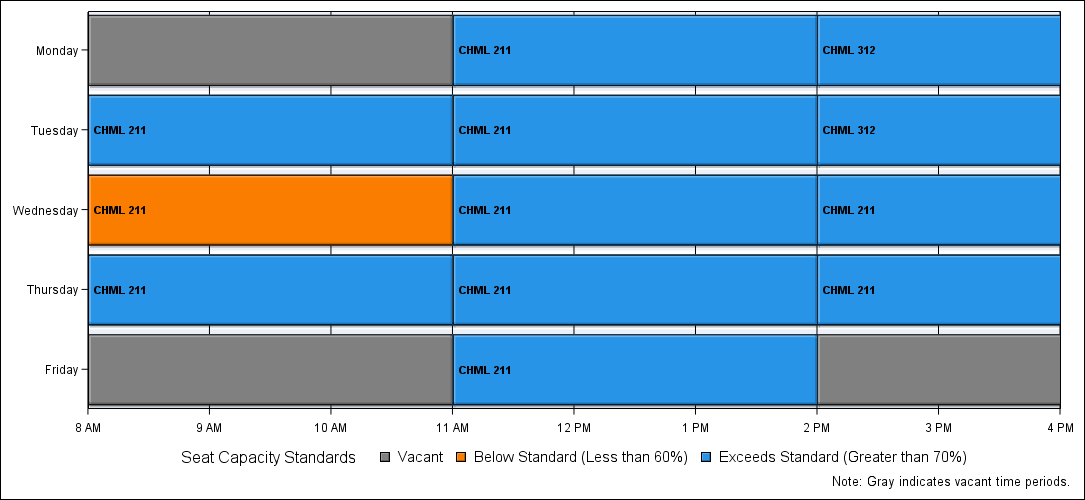 Monday CHML 211 CHML 312
Tuesday CHML 211 CHML 211 CHML 312
Wednesday CHML 211 CHML 211 CHML 211
Thursday CHML 211 CHML 211 CHML 211
Friday CHML 211
8 AM 9 AM 10 AM 11 AM 12 PM 1 PM 2 PM 3 PM 4 PM
Seat Capacity Standards Vacant Below Standard (Less than 60%) Exceeds Standard (Greater than 70%)
Note: Gray indicates vacant time periods.